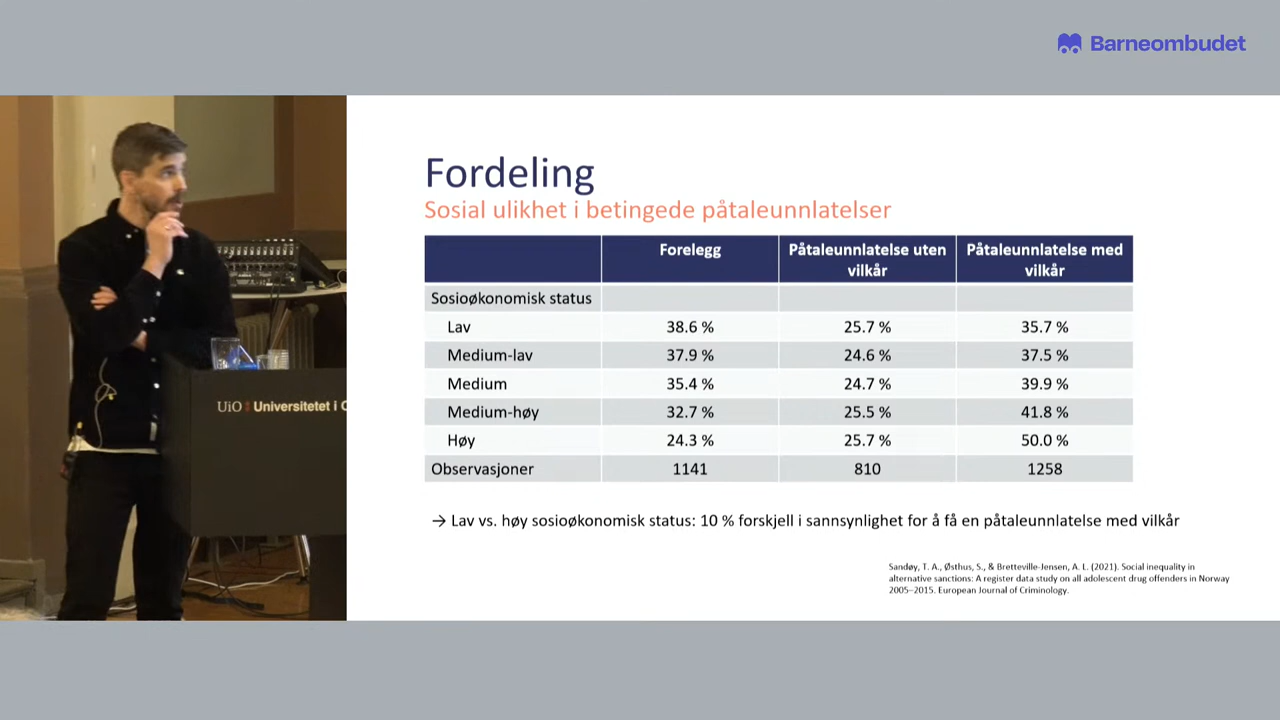 Barneombudet
Fordeling
Sosial ulikhet i betingede påtaleunnlatelser
Forelegg Påtaleunnlatelse uten vilkår Påtaleunnlatelse med vilkår
Sosioøkonomisk status
Lav 38.6 % 25.7 % 35.7 %
Medium-lav 37.9 % 24.6 % 37.5 %
Medium 35.4 % 24.7 % 39.9 %
Medium-høy 32.7 % 25.5 % 41.8 %
Høy 24.3 % 25.7 % 50.0 %
Observasjoner 1141 810 1258
→ Lav vs. høy sosioøkonomisk status: 10 % forskjell i sannsynlighet for å få en påtaleunnlatelse med vilkår
Sandøy, T. A., Østhus, S., & Bretteville-Jensen, A. L. (2021). Social inequality in
alternative sanctions: A register data study on all adolescent drug offenders in Norway
2005–2015. European Journal of Criminology.
UiO Universitetet i